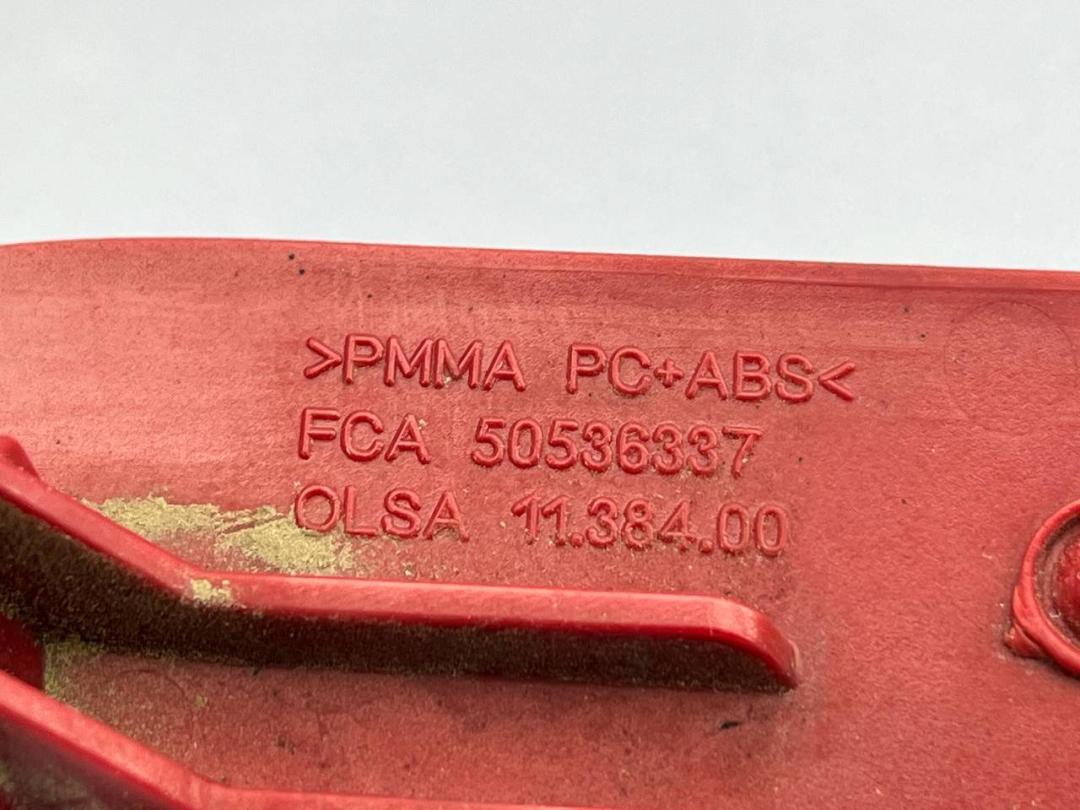 >PMMA PC+ABS<
FCA 50536337
OLSA 11.384.00